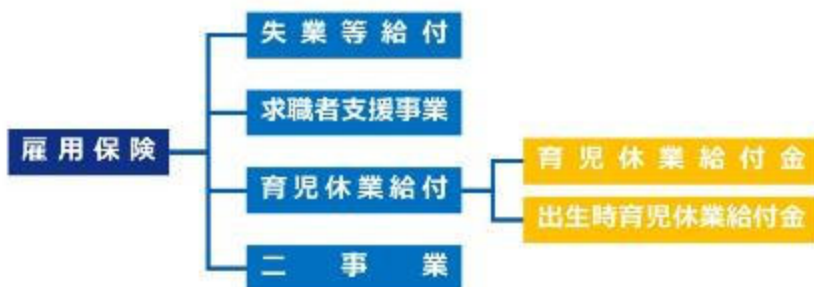 雇用保険
失業等給付
求職者支援事業
育児休業給付
二事業
育児休業給付金
出生時育児休業給付金